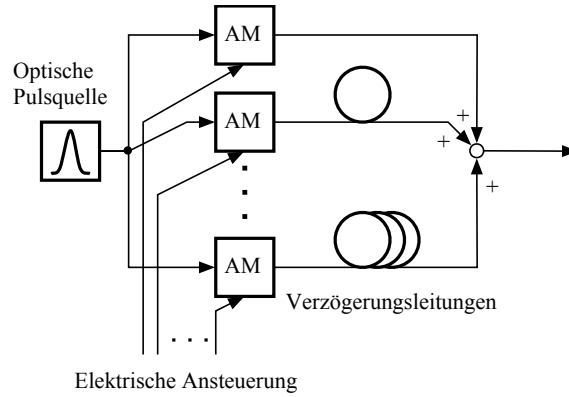 AM
Optische
Pulsquelle
+
AM
+
+
AM
Verzögerungsleitungen
Elektrische Ansteuerung